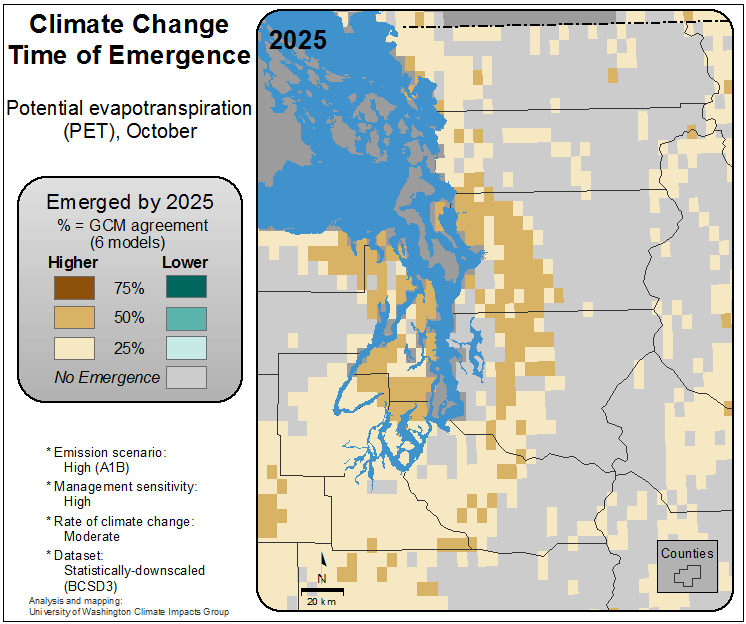 Climate Change
Time of Emergence
Potential evapotranspiration
(PET), October
Emerged by 2025
% = GCM agreement
(6 models)
Higher Lower
75%
50%
25%
No Emergence
* Emission scenario:
High (A1B)
* Management sensitivity:
High
* Rate of climate change:
Moderate
* Dataset:
Statistically-downscaled
(BCSD3)
Analysis and mapping:
University of Washington Climate Impacts Group
2025
N
20 km
Counties